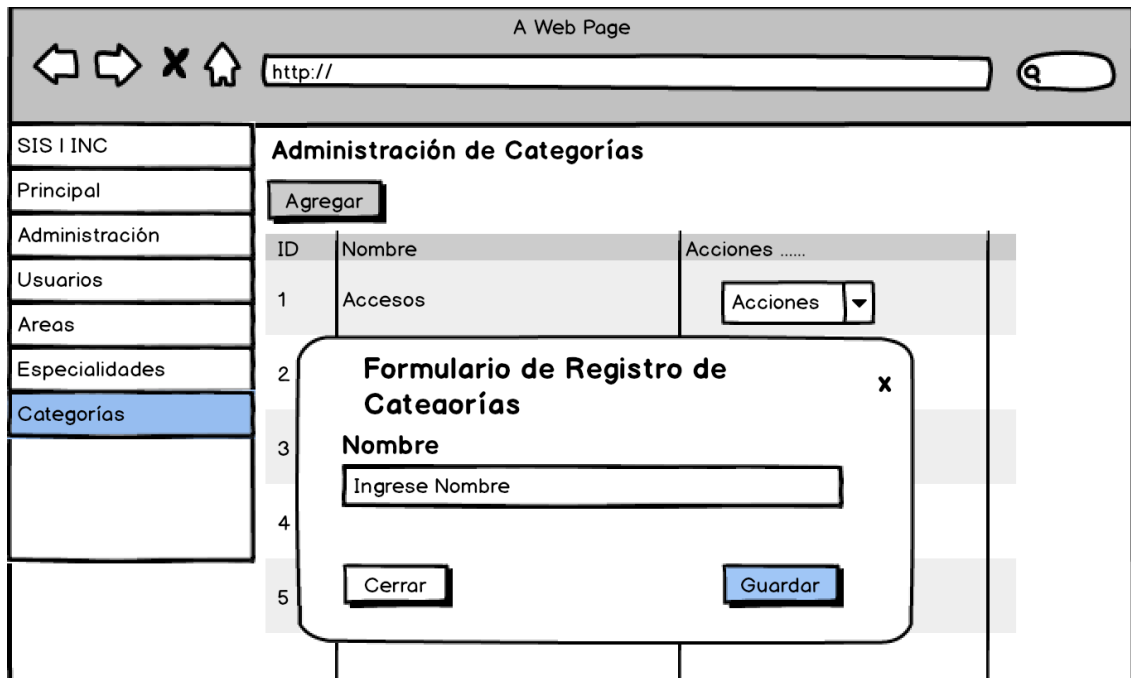 A Web Page
http://
SIS I INC
Principal
Administración
Usuarios
Areas
Especialidades
Categorías
Administración de Categorías
Agregar
ID Nombre Acciones ......
1 Accesos Acciones
2
3
4
5
Formulario de Registro de
Categorías
x
Nombre
Ingrese Nombre
Cerrar Guardar